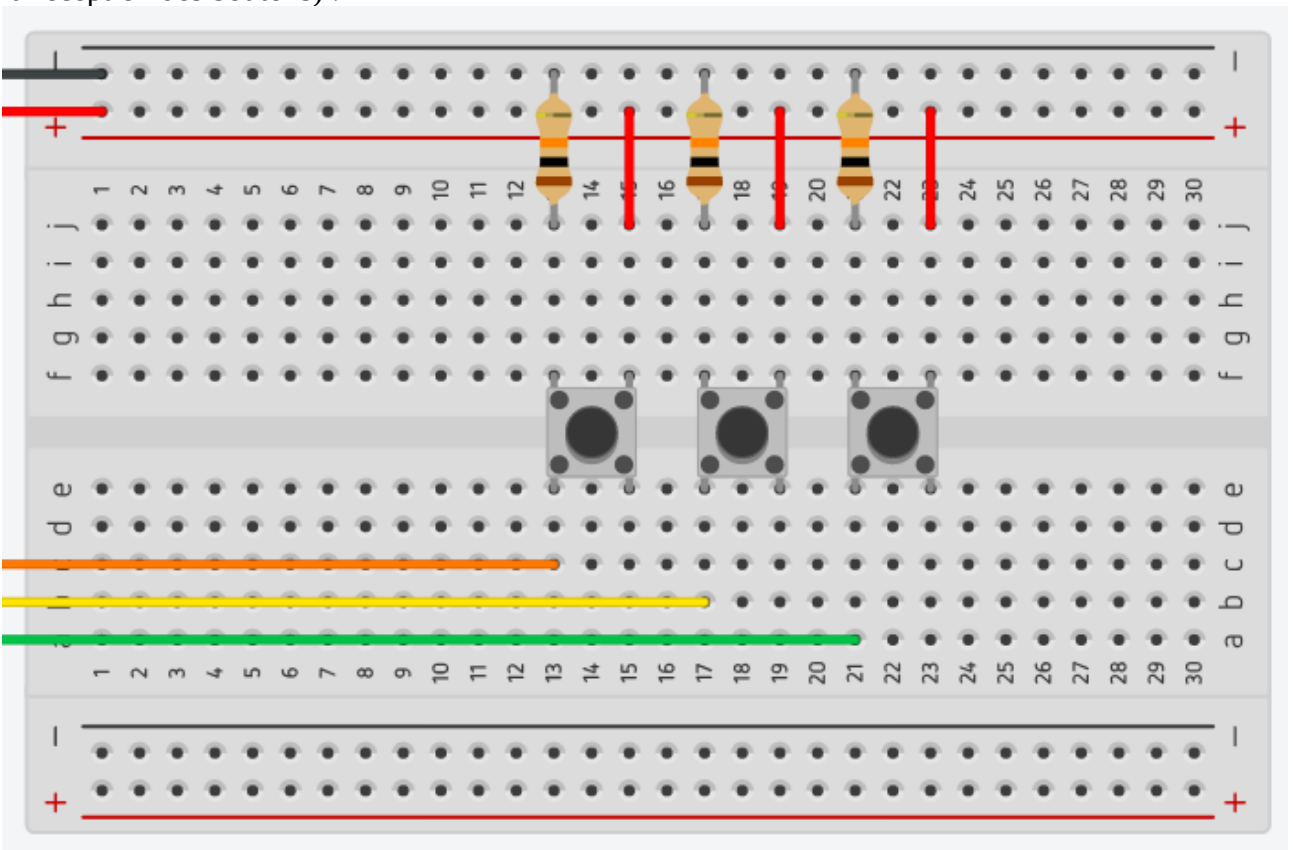 − −
+ +
1 2 3 4 5 6 7 8 9 10 11 12 14 15 16 18 19 20 22 23 24 25 26 27 28 29 30
j j
i i
h h
g g
f f
e e
d d
c
b b
a a
1 2 3 4 5 6 7 8 9 10 11 12 13 14 15 16 17 18 19 20 21 22 23 24 25 26 27 28 29 30
− −
+ +